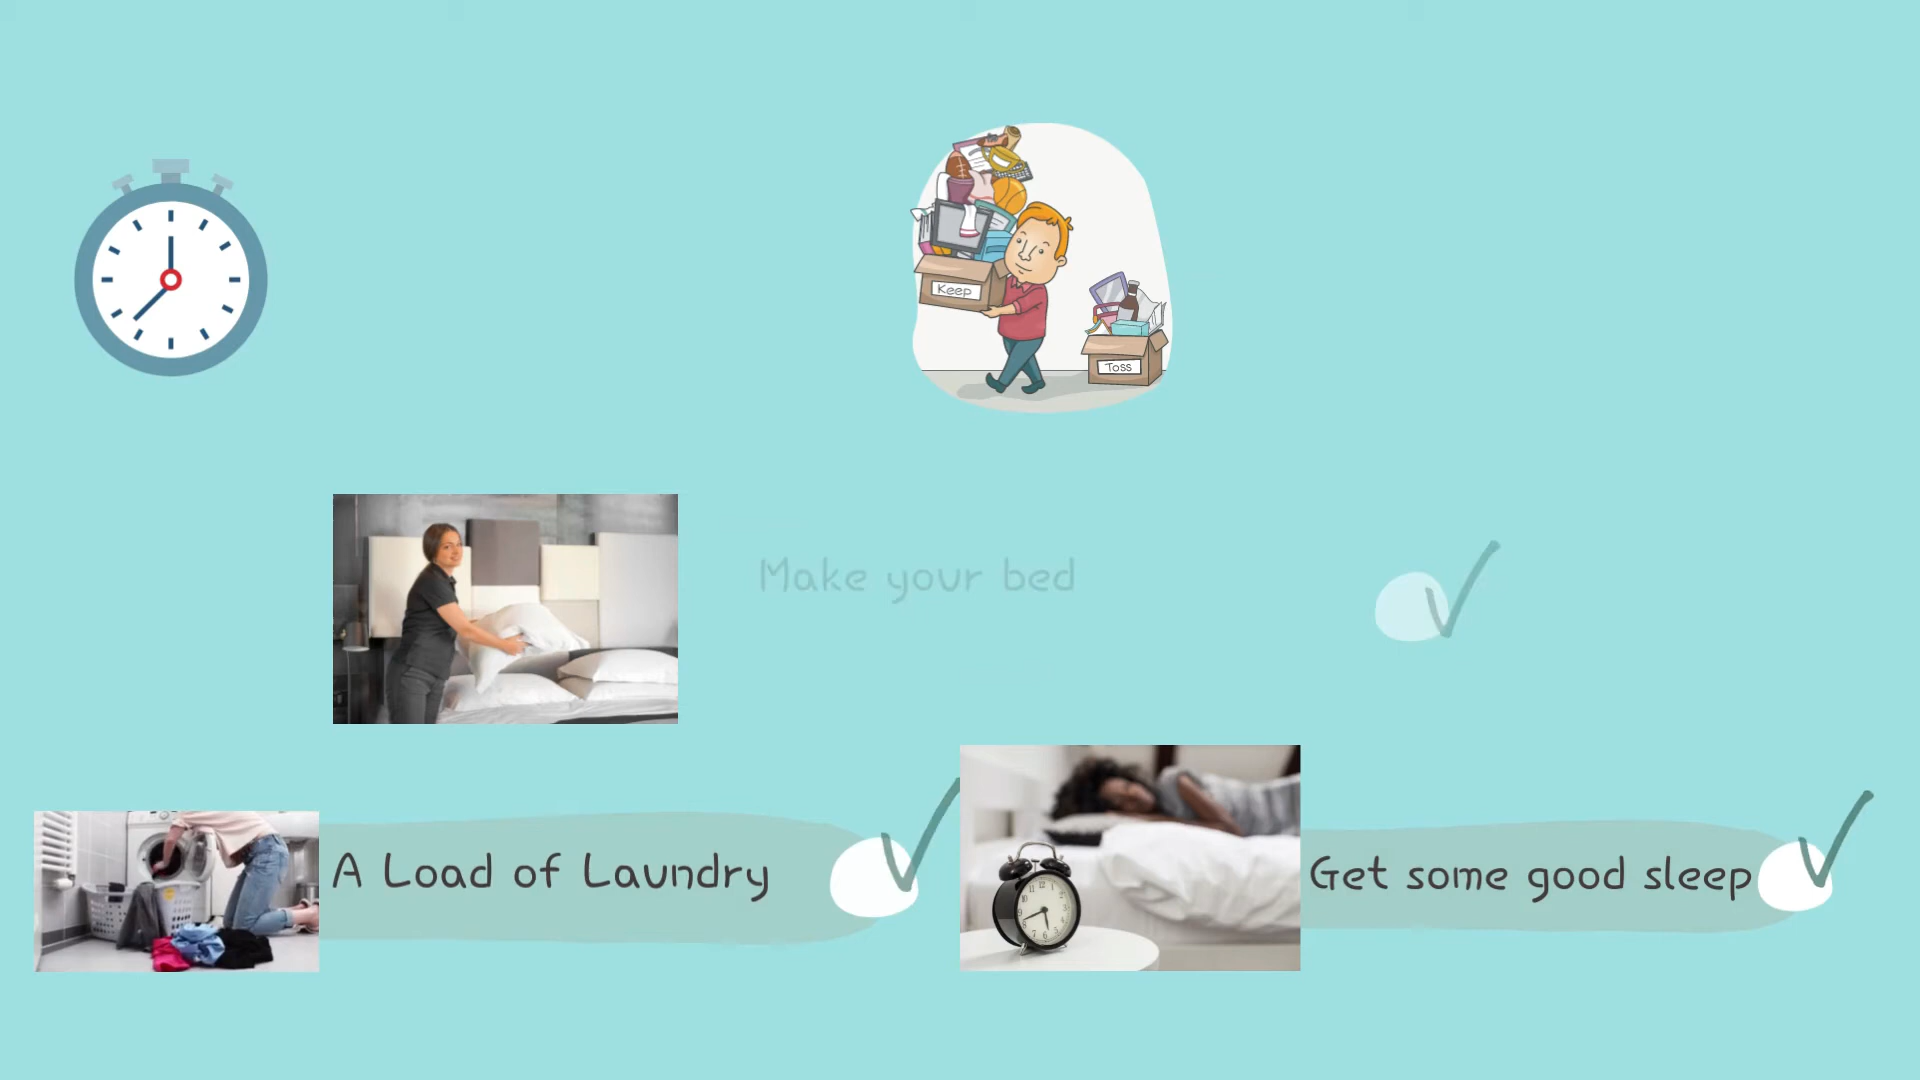 Keep
Toss
Make your bed
A Load of Laundry
Get some good sleep